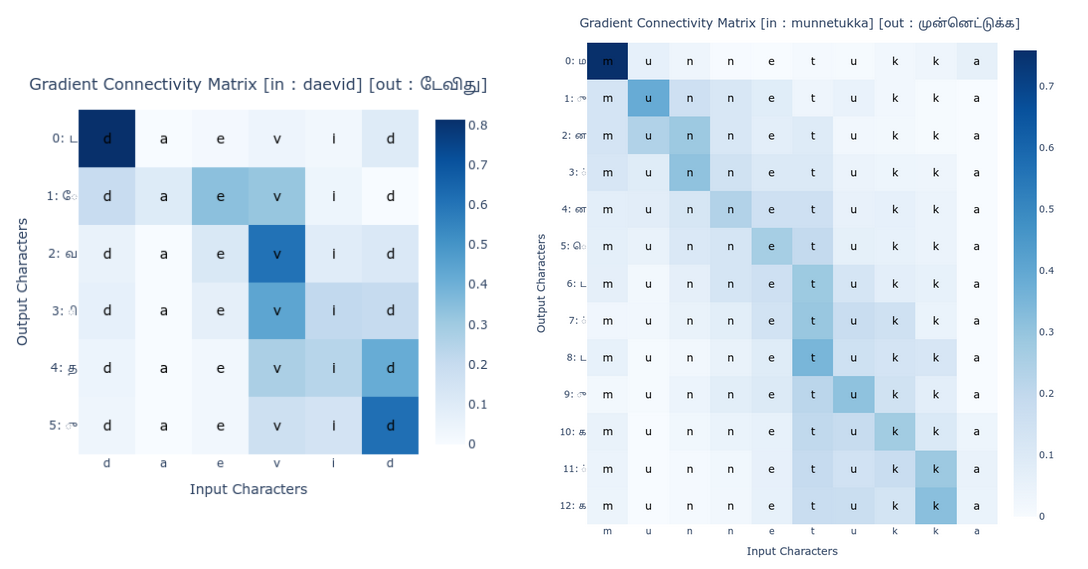 Gradient Connectivity Matrix [in : daevid] [out : டேவிது]
Output Characters
0: ட d a e v i d
1: ே d a e v i d
2: வ d a e v i d
3: ி d a e v i d
4: த d a e v i d
5: ு d a e v i d
d a e v i d
Input Characters
0.8
0.7
0.6
0.5
0.4
0.3
0.2
0.1
0
Gradient Connectivity Matrix [in : munnetukka] [out : முன்னெட்டுக்க]
Output Characters
0: ம m u n n e t u k k a
1: ு m u n n e t u k k a
2: ன m u n n e t u k k a
3: ் m u n n e t u k k a
4: ன m u n n e t u k k a
5: ெ m u n n e t u k k a
6: ட m u n n e t u k k a
7: ் m u n n e t u k k a
8: ட m u n n e t u k k a
9: ு m u n n e t u k k a
10: க m u n n e t u k k a
11: ் m u n n e t u k k a
12: க m u n n e t u k k a
m u n n e t u k k a
Input Characters
0.7
0.6
0.5
0.4
0.3
0.2
0.1
0